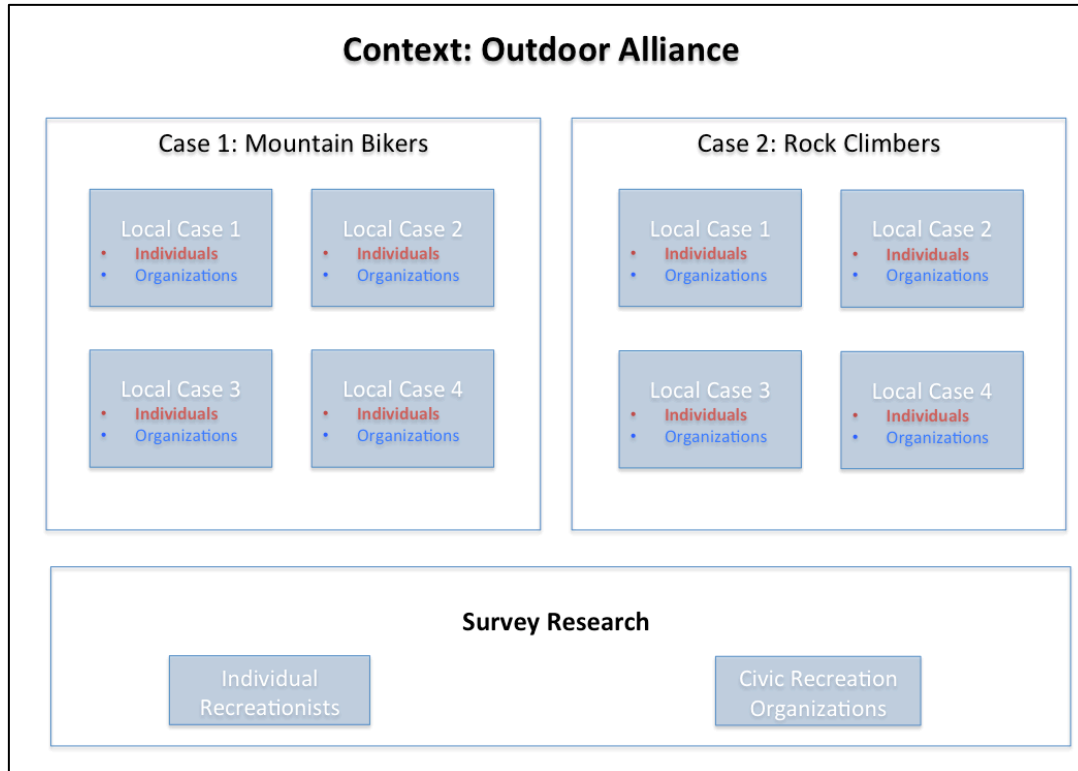 Context: Outdoor Alliance
Case 1: Mountain Bikers
Local Case 1
• Individuals
• Organizations
Local Case 2
• Individuals
• Organizations
Local Case 3
• Individuals
• Organizations
Local Case 4
• Individuals
• Organizations
Case 2: Rock Climbers
Local Case 1
• Individuals
• Organizations
Local Case 2
• Individuals
• Organizations
Local Case 3
• Individuals
• Organizations
Local Case 4
• Individuals
• Organizations
Survey Research
Individual
Recreationists
Civic Recreation
Organizations